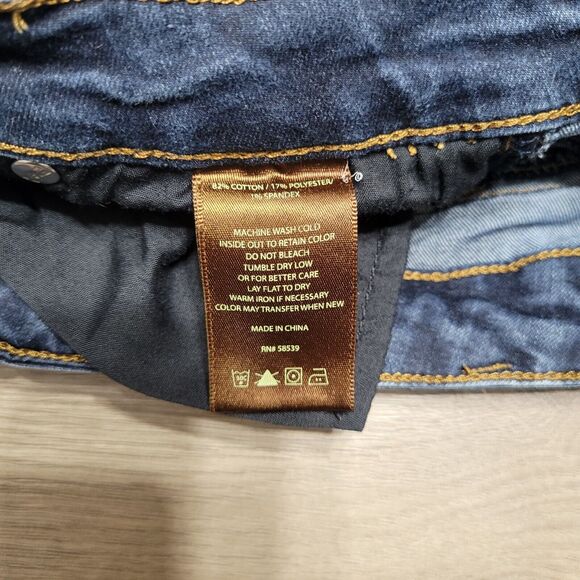 82% COTTON / 17% POLYESTER/
1% SPANDEX
MACHINE WASH COLD
INSIDE OUT TO RETAIN COLOR
DO NOT BLEACH
TUMBLE DRY LOW
OR FOR BETTER CARE
LAY FLAT TO DRY
WARM IRON IF NECESSARY
COLOR MAY TRANSFER WHEN NEW
MADE IN CHINA
RN# 58539